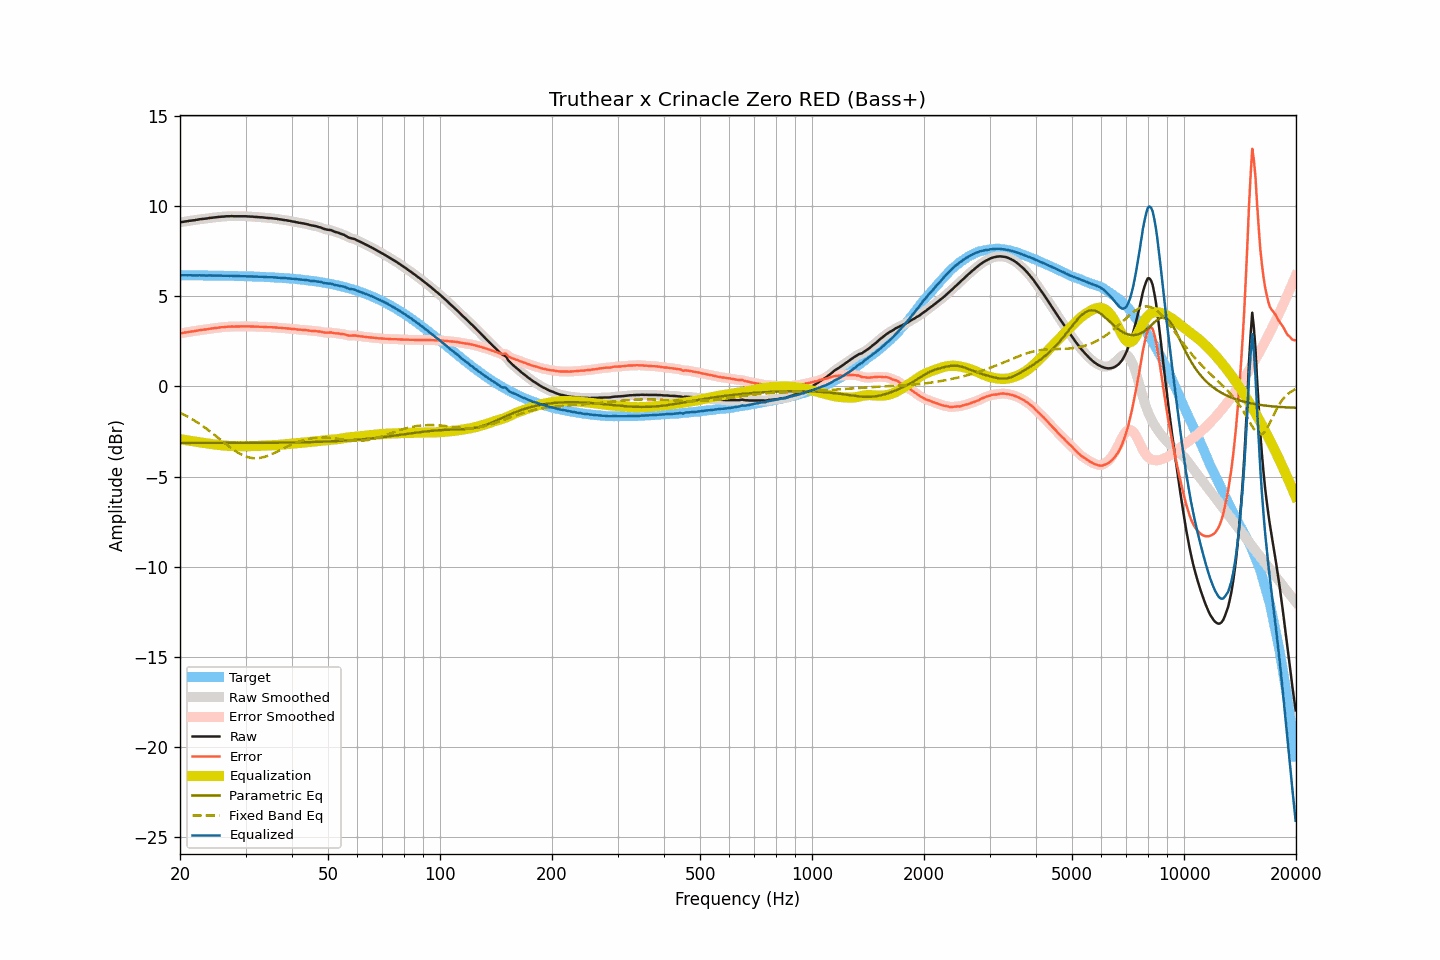 Truthear x Crinacle Zero RED (Bass+)
15
10
5
0
−5
−10
−15
−20
−25
Amplitude (dBr)
Target
Raw Smoothed
Error Smoothed
Raw
Error
Equalization
Parametric Eq
Fixed Band Eq
Equalized
20 50 100 200 500 1000 2000 5000 10000 20000
Frequency (Hz)